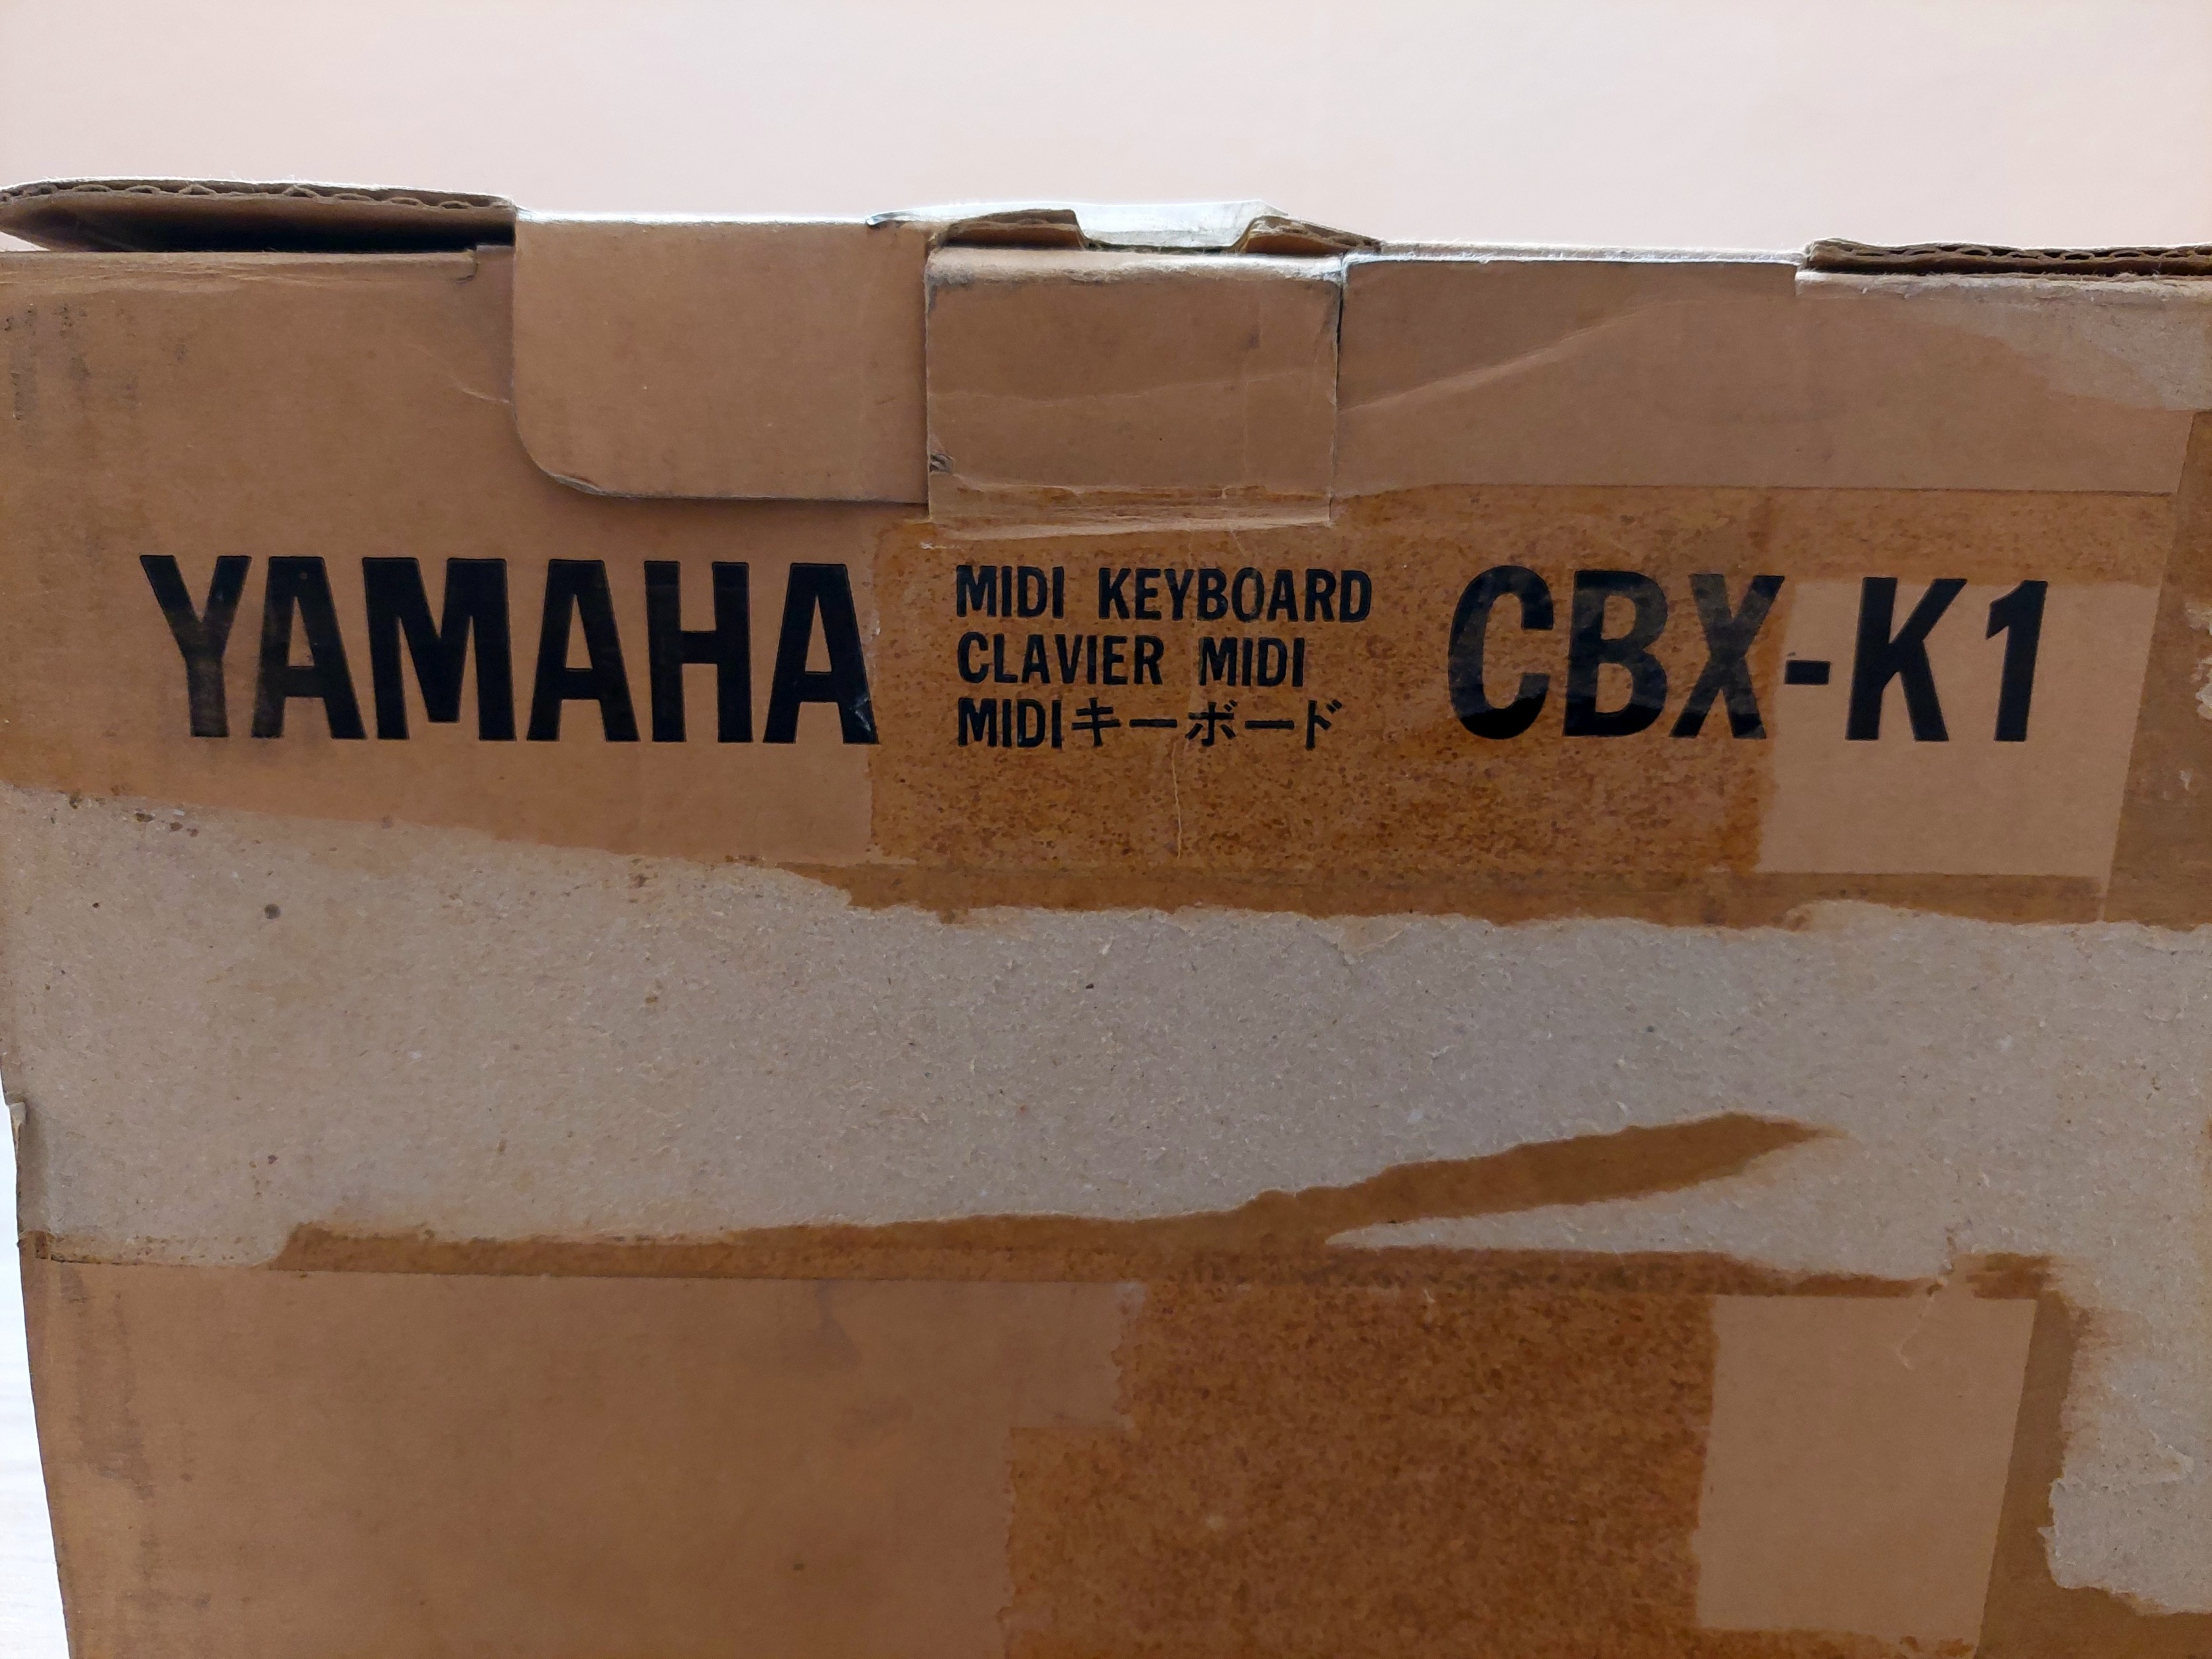 YAMAHA
MIDI KEYBOARD
CLAVIER MIDI
MIDIキーボード
CBX-K1